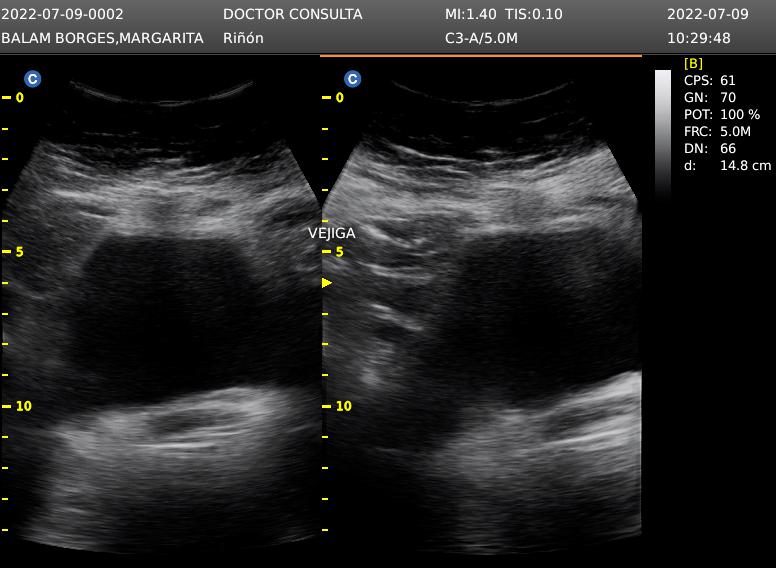 2022-07-09-0002 DOCTOR CONSULTA MI:1.40 TIS:0.10 2022-07-09
BALAM BORGES,MARGARITA Riñón C3-A/5.0M 10:29:48
[B]
C C CPS: 61
0 0 GN: 70
POT: 100 %
FRC: 5.0M
DN: 66
d: 14.8 cm
VEJIGA
5 5
10 10